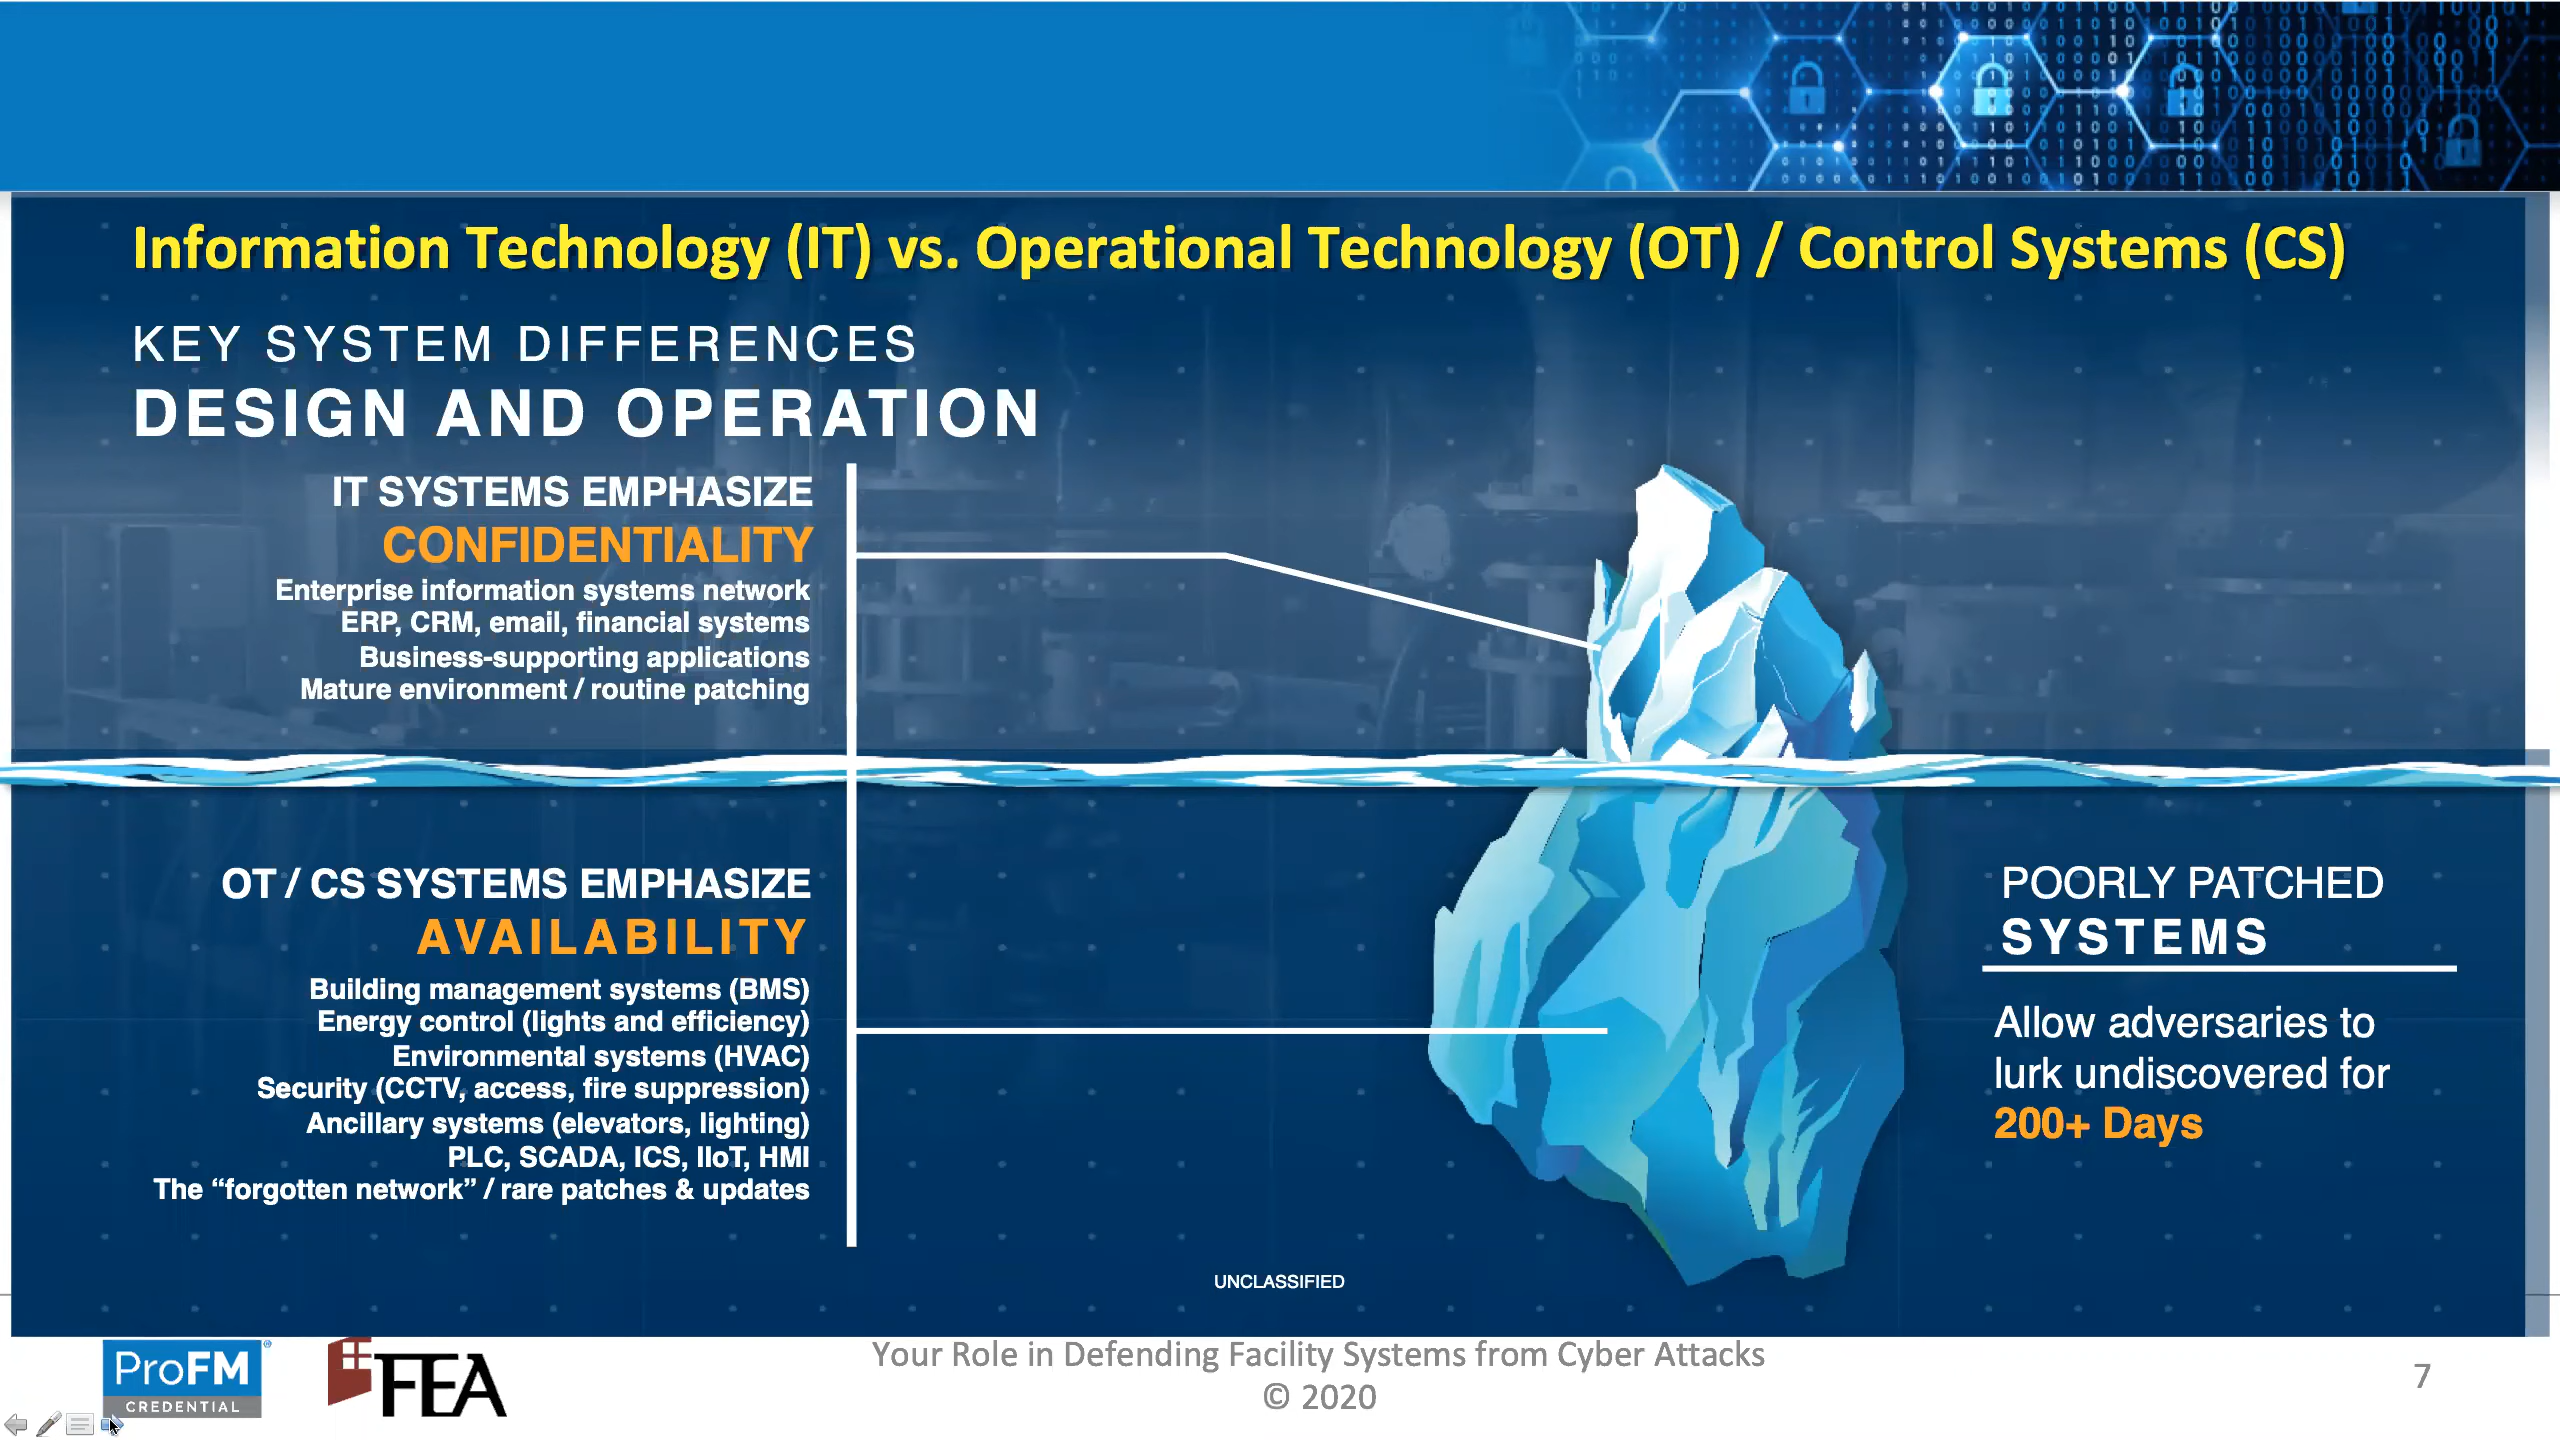 Information Technology (IT) vs. Operational Technology (OT) / Control Systems (CS)
KEY SYSTEM DIFFERENCES
DESIGN AND OPERATION
IT SYSTEMS EMPHASIZE
CONFIDENTIALITY
Enterprise information systems network
ERP, CRM, email, financial systems
Business-supporting applications
Mature environment / routine patching
OT / CS SYSTEMS EMPHASIZE
AVAILABILITY
Building management systems (BMS)
Energy control (lights and efficiency)
Environmental systems (HVAC)
Security (CCTV, access, fire suppression)
Ancillary systems (elevators, lighting)
PLC, SCADA, ICS, IIoT, HMI
The “forgotten network” / rare patches & updates
POORLY PATCHED
SYSTEMS
Allow adversaries to
lurk undiscovered for
200+ Days
UNCLASSIFIED
ProFM®
CREDENTIAL
FEA
Your Role in Defending Facility Systems from Cyber Attacks
© 2020
7